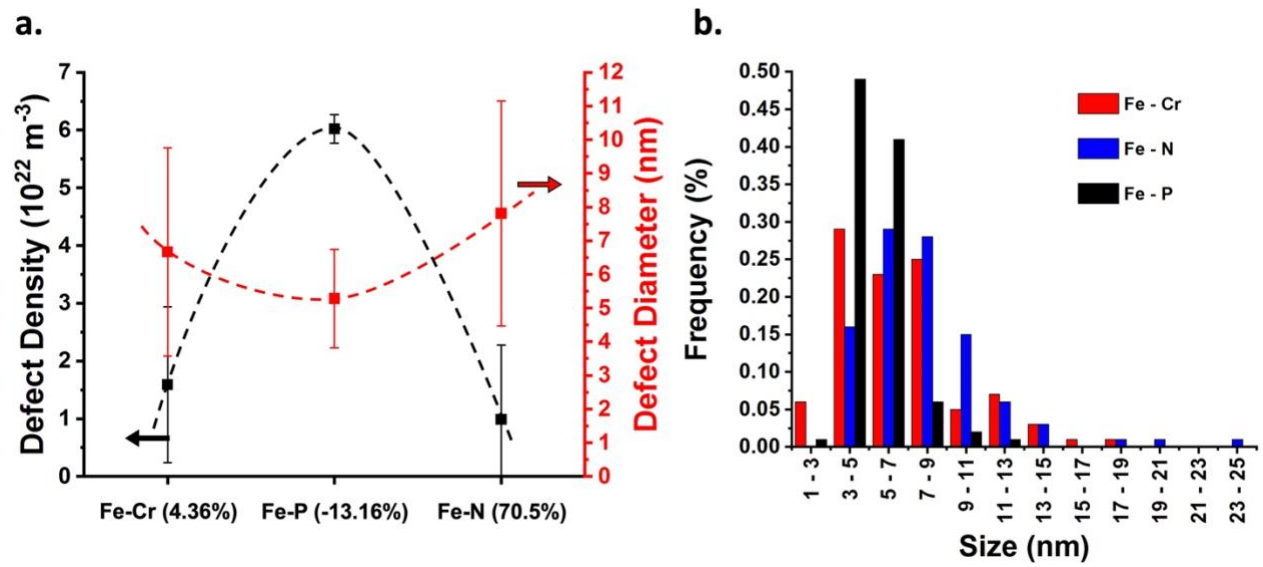 a.
Defect Density (10²² m⁻³)
7
6
5
4
3
2
1
0
12
11
10
9
8
7
6
5
4
3
2
1
0
Defect Diameter (nm)
Fe-Cr (4.36%) Fe-P (-13.16%) Fe-N (70.5%)
b.
Frequency (%)
0.50
0.45
0.40
0.35
0.30
0.25
0.20
0.15
0.10
0.05
0.00
Fe - Cr
Fe - N
Fe - P
1 - 3
3 - 5
5 - 7
7 - 9
9 - 11
11 - 13
13 - 15
15 - 17
17 - 19
19 - 21
21 - 23
23 - 25
Size (nm)